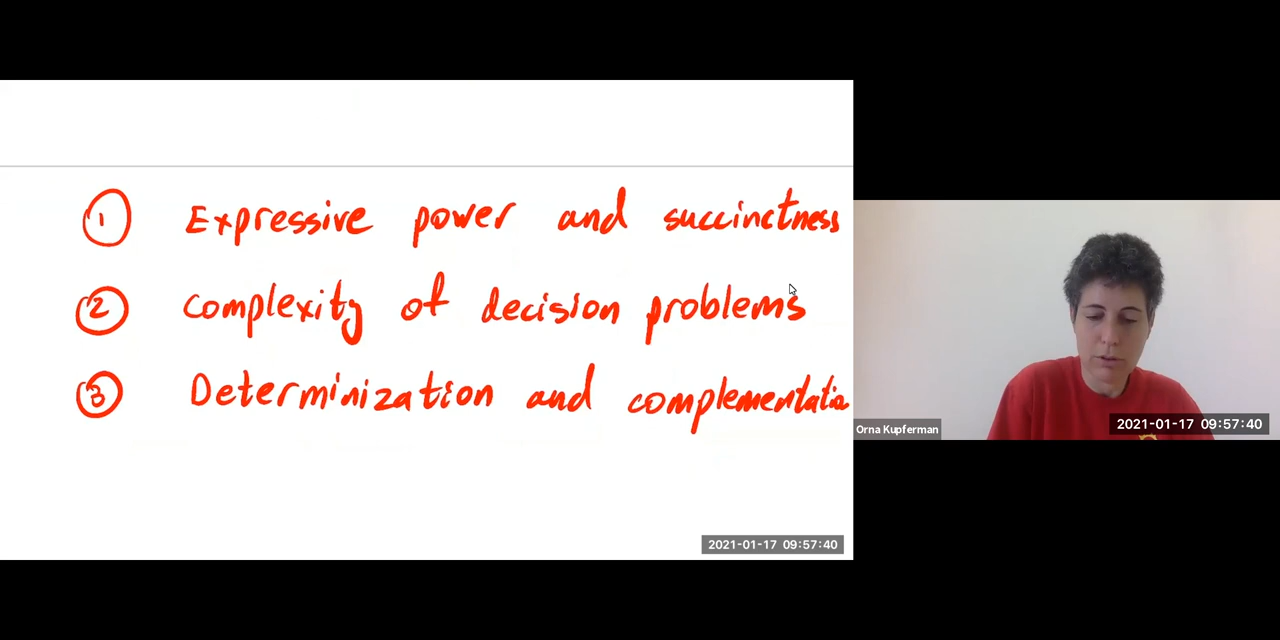 1 Expressive power and succinctness
2 Complexity of decision problems
3 Determinization and complementatio
Orna Kupferman
2021-01-17 09:57:40
2021-01-17 09:57:40